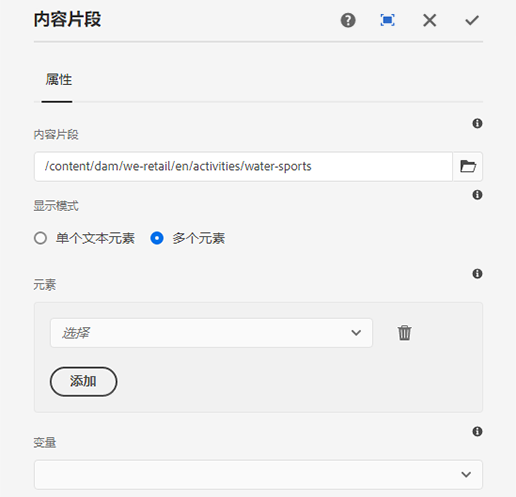 内容片段
属性
内容片段
/content/dam/we-retail/en/activities/water-sports
显示模式
单个文本元素 多个元素
元素
选择
添加
变量